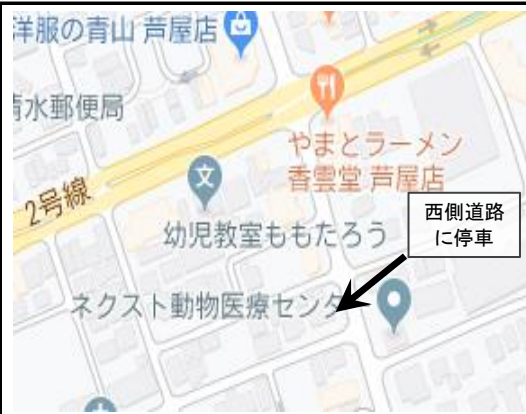 洋服の青山 芦屋店
清水郵便局
やまとラーメン
香雲堂 芦屋店
2号線
文
幼児教室ももたろう
西側道路
に停車
ネクスト動物医療センタ